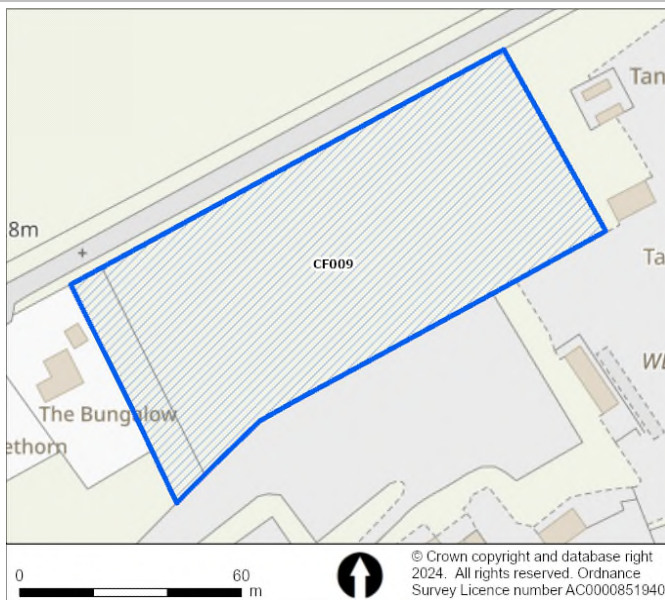 Tan
8m
CF009
Ta
WE
The Bungalow
ethorn
0 60
m
© Crown copyright and database right
2024. All rights reserved. Ordnance
Survey Licence number AC0000851940